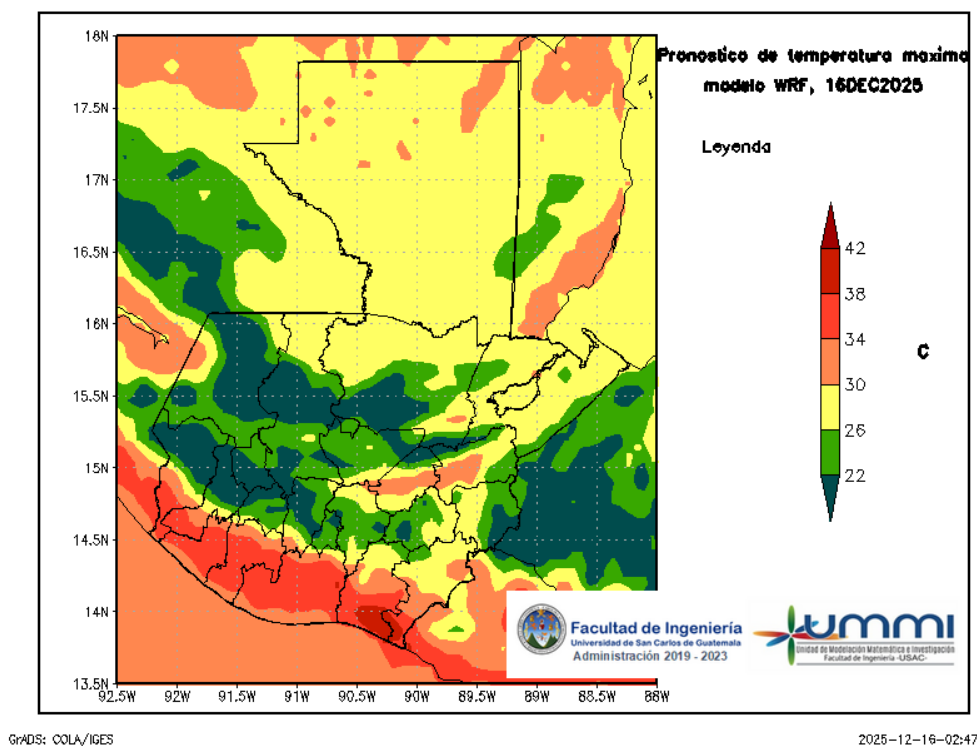 Pronostico de temperatura maxima
modelo WRF, 16DEC2025
Leyenda
42
38
34
30
26
22
C
18N
17.5N
17N
16.5N
16N
15.5N
15N
14.5N
14N
13.5N
92.5W
92W
91.5W
91W
90.5W
90W
89.5W
89W
88.5W
88W
Facultad de Ingeniería
Universidad de San Carlos de Guatemala
Administración 2019 - 2023
ummi
Unidad de Modelación Matemática e Investigación
Facultad de Ingeniería -USAC-
GrADS: COLA/IGES
2025-12-16-02:47